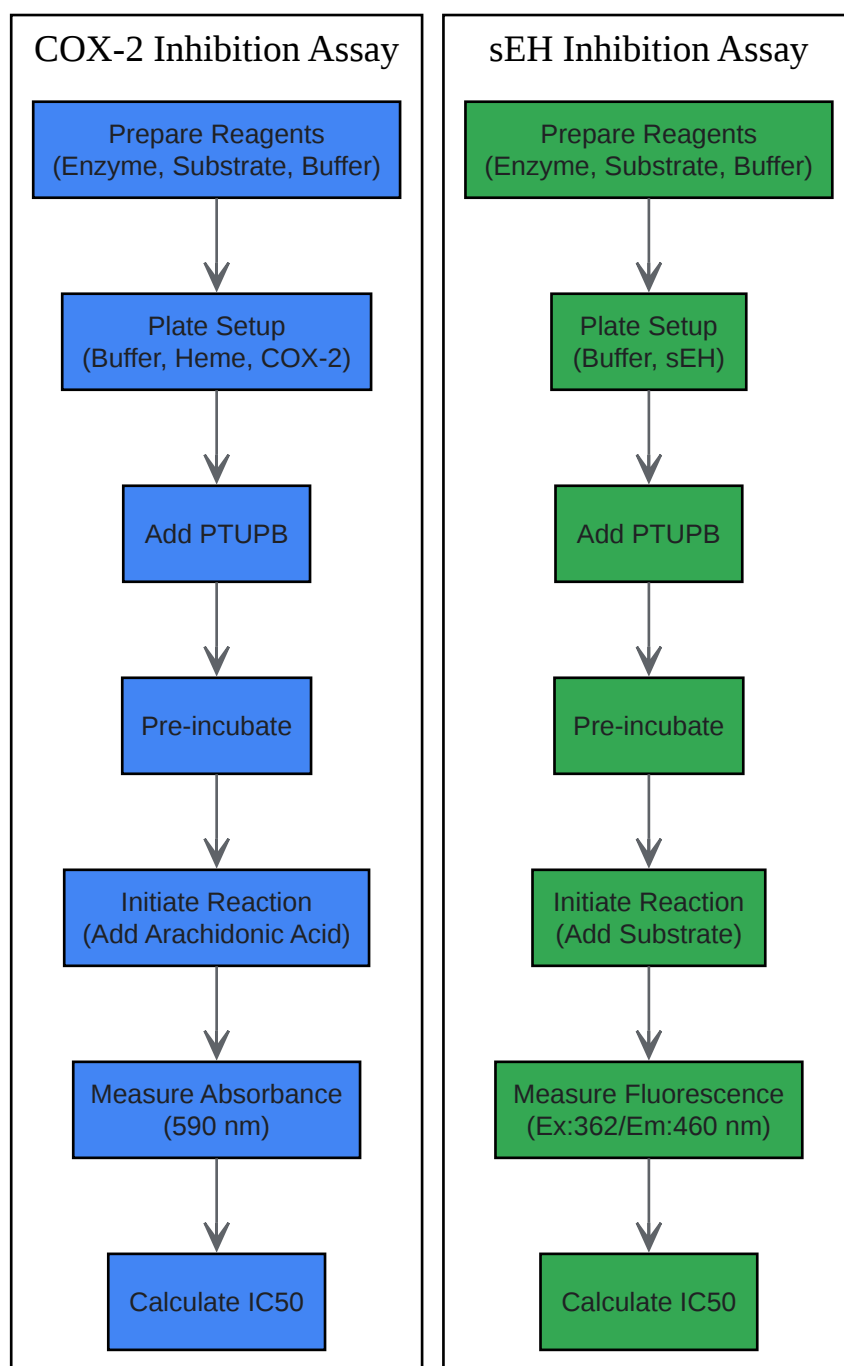 COX-2 Inhibition Assay
Prepare Reagents
(Enzyme, Substrate, Buffer)
Plate Setup
(Buffer, Heme, COX-2)
Add PTUPB
Pre-incubate
Initiate Reaction
(Add Arachidonic Acid)
Measure Absorbance
(590 nm)
Calculate IC50
sEH Inhibition Assay
Prepare Reagents
(Enzyme, Substrate, Buffer)
Plate Setup
(Buffer, sEH)
Add PTUPB
Pre-incubate
Initiate Reaction
(Add Substrate)
Measure Fluorescence
(Ex:362/Em:460 nm)
Calculate IC50